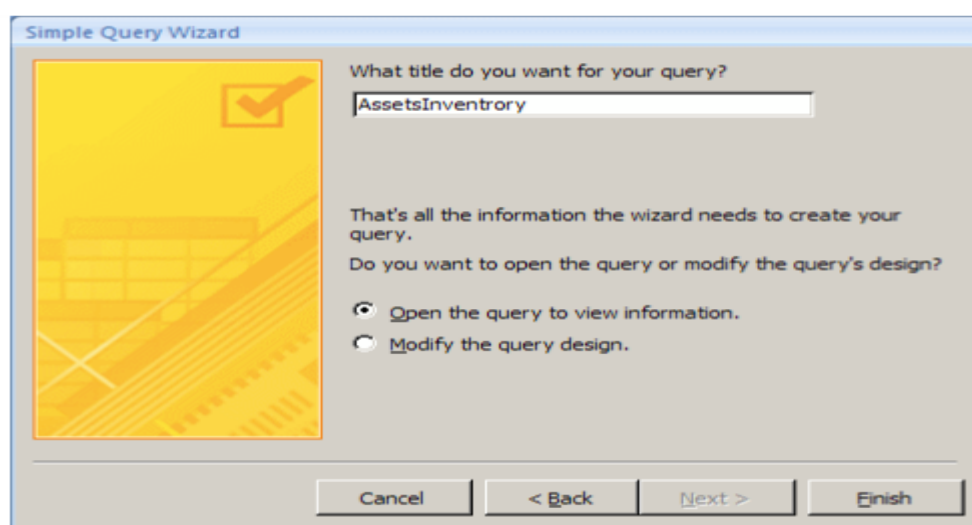 Simple Query Wizard
What title do you want for your query?
AssetsInventrory
That's all the information the wizard needs to create your
query.
Do you want to open the query or modify the query's design?
Open the query to view information.
Modify the query design.
Cancel
< Back
Next >
Finish